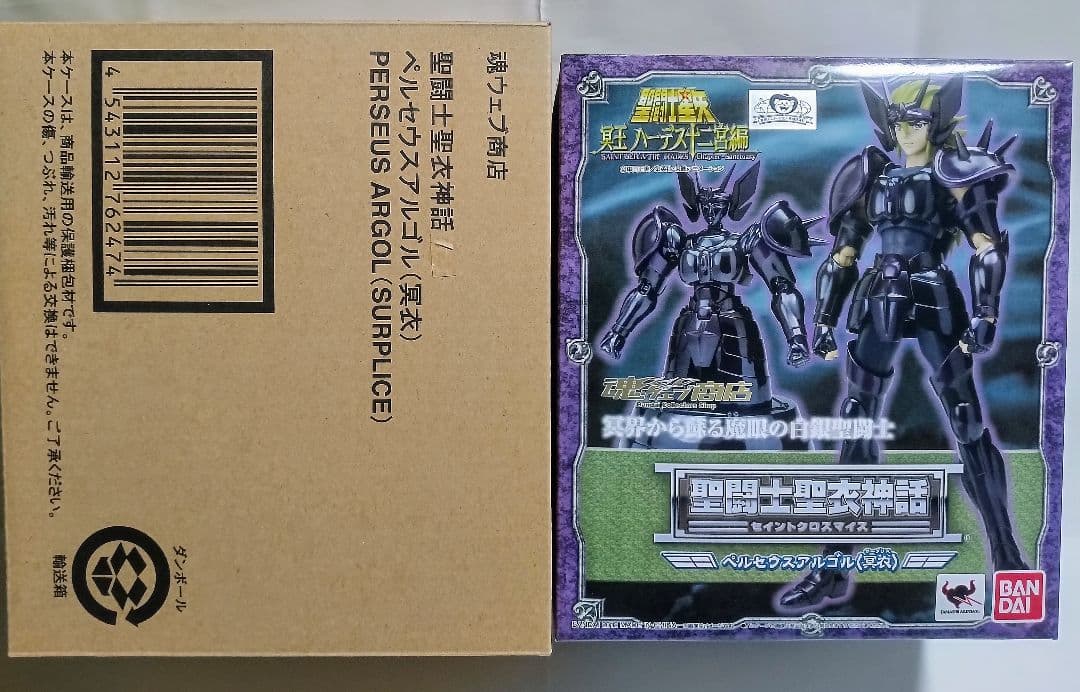 魂ウェブ商店
聖闘士聖衣神話
ペルセウスアルゴル(冥衣)
PERSEUS ARGOL(SURPLICE)
4 543112 762474
本ケースは、商品輸送用の保護梱包材です。
本ケースの傷、つぶれ、汚れ等による交換はできません。ご了承ください。
ダンボール
輸送箱
聖闘士星矢
冥王ハーデス十二宮編
SAINT SEIYA THE HADES Chapter Sanctuary
魂ウェブ商店
Bandai Collectors Shop
冥界から蘇る魔眼の白銀聖闘士
聖闘士聖衣神話
セイントクロスマイス
ペルセウスアルゴル(冥衣)
TAMASHII NATIONS
BAN
DAI